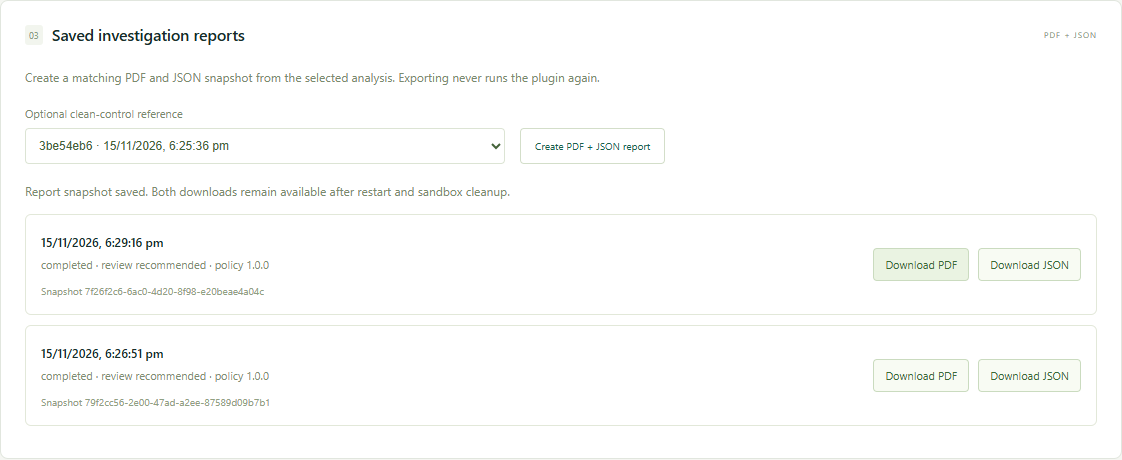 03 Saved investigation reports PDF + JSON
Create a matching PDF and JSON snapshot from the selected analysis. Exporting never runs the plugin again.
Optional clean-control reference
3be54eb6 · 15/11/2026, 6:25:36 pm Create PDF + JSON report
Report snapshot saved. Both downloads remain available after restart and sandbox cleanup.
15/11/2026, 6:29:16 pm
completed · review recommended · policy 1.0.0
Download PDF Download JSON
Snapshot 7f26f2c6-6ac0-4d20-8f98-e20beae4a04c
15/11/2026, 6:26:51 pm
completed · review recommended · policy 1.0.0
Download PDF Download JSON
Snapshot 79f2cc56-2e00-47ad-a2ee-87589d09b7b1